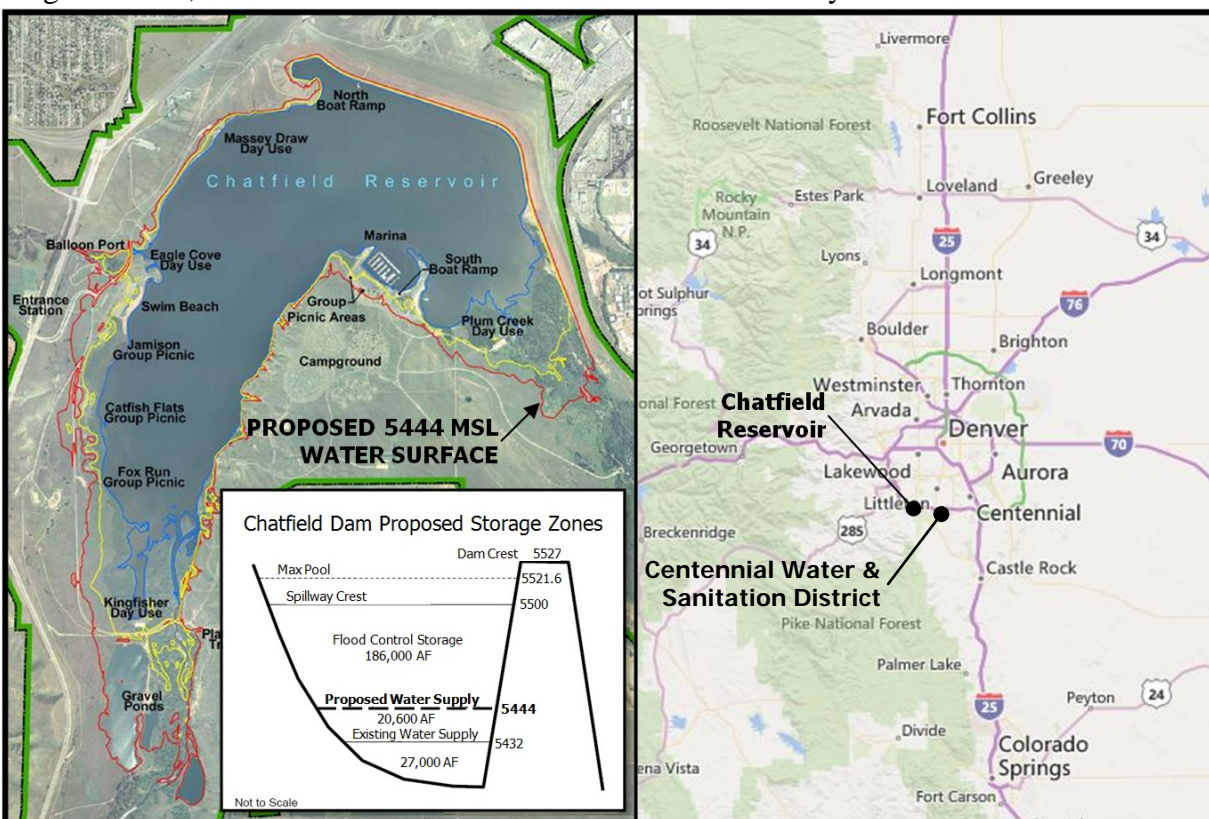 North
Boat Ramp
Massey Draw
Day Use
Chatfield Reservoir
Balloon Port
Eagle Cove
Day Use
Marina
South
Boat Ramp
Entrance
Station
Swim Beach
Group
Picnic Areas
Plum Creek
Day Use
Jamison
Group Picnic
Campground
Catfish Flats
Group Picnic
PROPOSED 5444 MSL
WATER SURFACE
Fox Run
Group Picnic
Kingfisher
Day Use
Gravel
Ponds
Chatfield Dam Proposed Storage Zones
Dam Crest 5527
Max Pool
5521.6
Spillway Crest
5500
Flood Control Storage
186,000 AF
Proposed Water Supply
5444
20,600 AF
Existing Water Supply
5432
27,000 AF
Not to Scale
Livermore
Fort Collins
Roosevelt National Forest
Estes Park
Loveland
Greeley
Rocky
Mountain
N.P.
34
25
34
Lyons
Longmont
76
Boulder
Brighton
Westminster
Thornton
Chatfield
Reservoir
Arvada
Denver
Georgetown
70
Lakewood
Aurora
Centennial
285
Breckenridge
Castle Rock
Centennial Water &
Sanitation District
Pike National Forest
Palmer Lake
Peyton
24
25
Divide
Colorado
Springs
Fort Carson